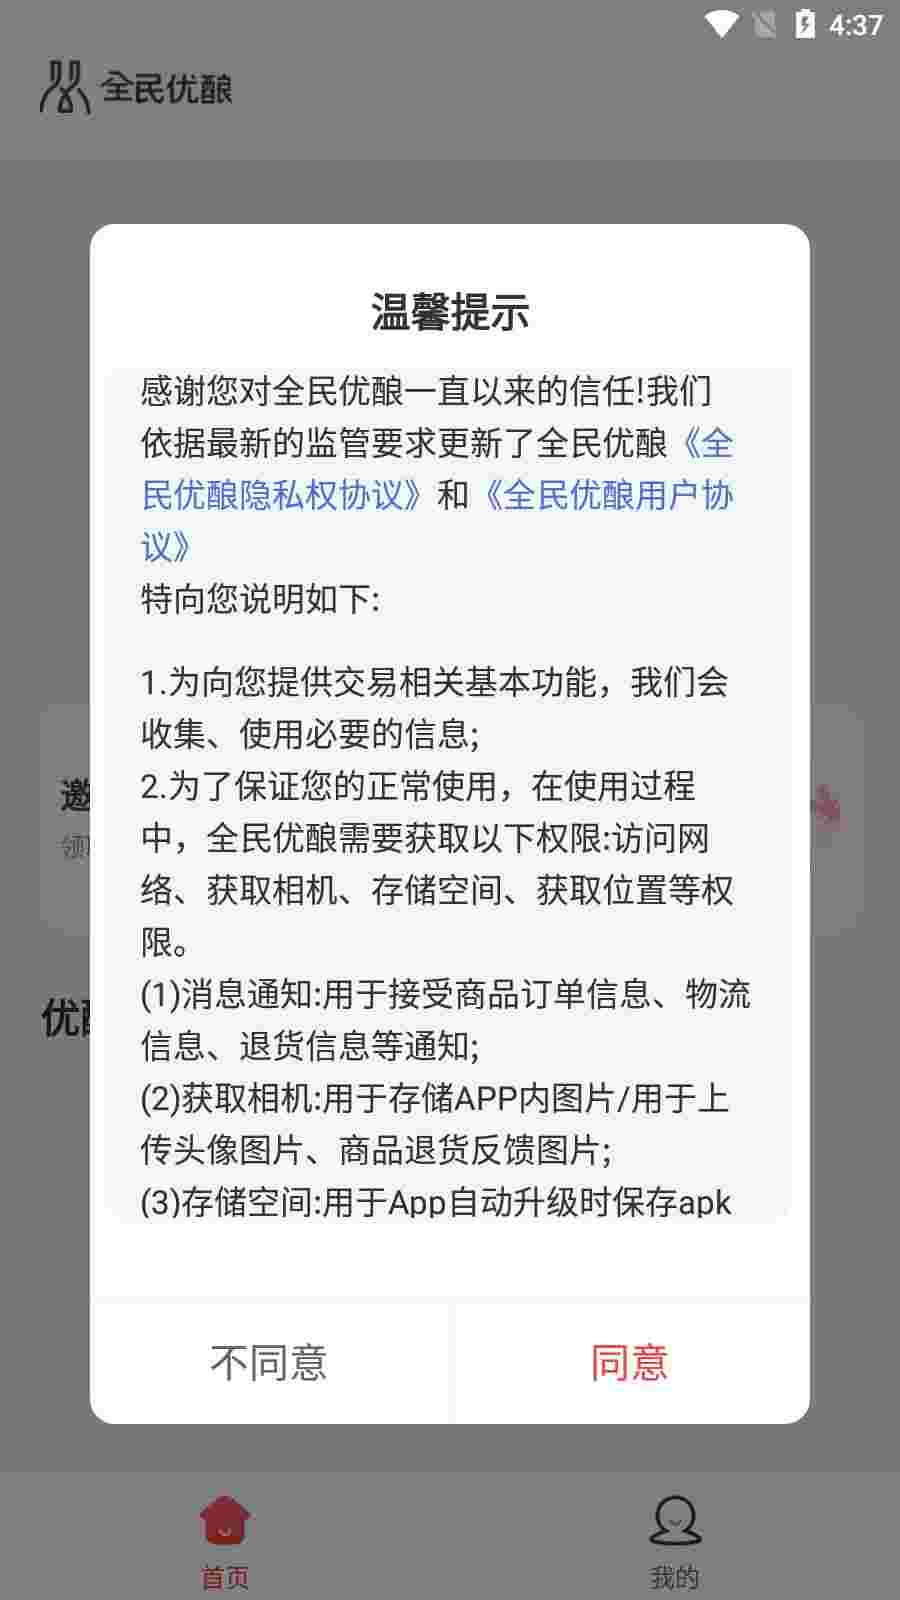 4:37
全民优酿
温馨提示
感谢您对全民优酿一直以来的信任!我们
依据最新的监管要求更新了全民优酿《全
民优酿隐私权协议》和《全民优酿用户协
议》
特向您说明如下:
1.为向您提供交易相关基本功能，我们会
收集、使用必要的信息;
2.为了保证您的正常使用，在使用过程
中，全民优酿需要获取以下权限:访问网
络、获取相机、存储空间、获取位置等权
限。
(1)消息通知:用于接受商品订单信息、物流
信息、退货信息等通知;
(2)获取相机:用于存储APP内图片/用于上
传头像图片、商品退货反馈图片;
(3)存储空间:用于App自动升级时保存apk
邀
领
优
不同意
同意
首页
我的